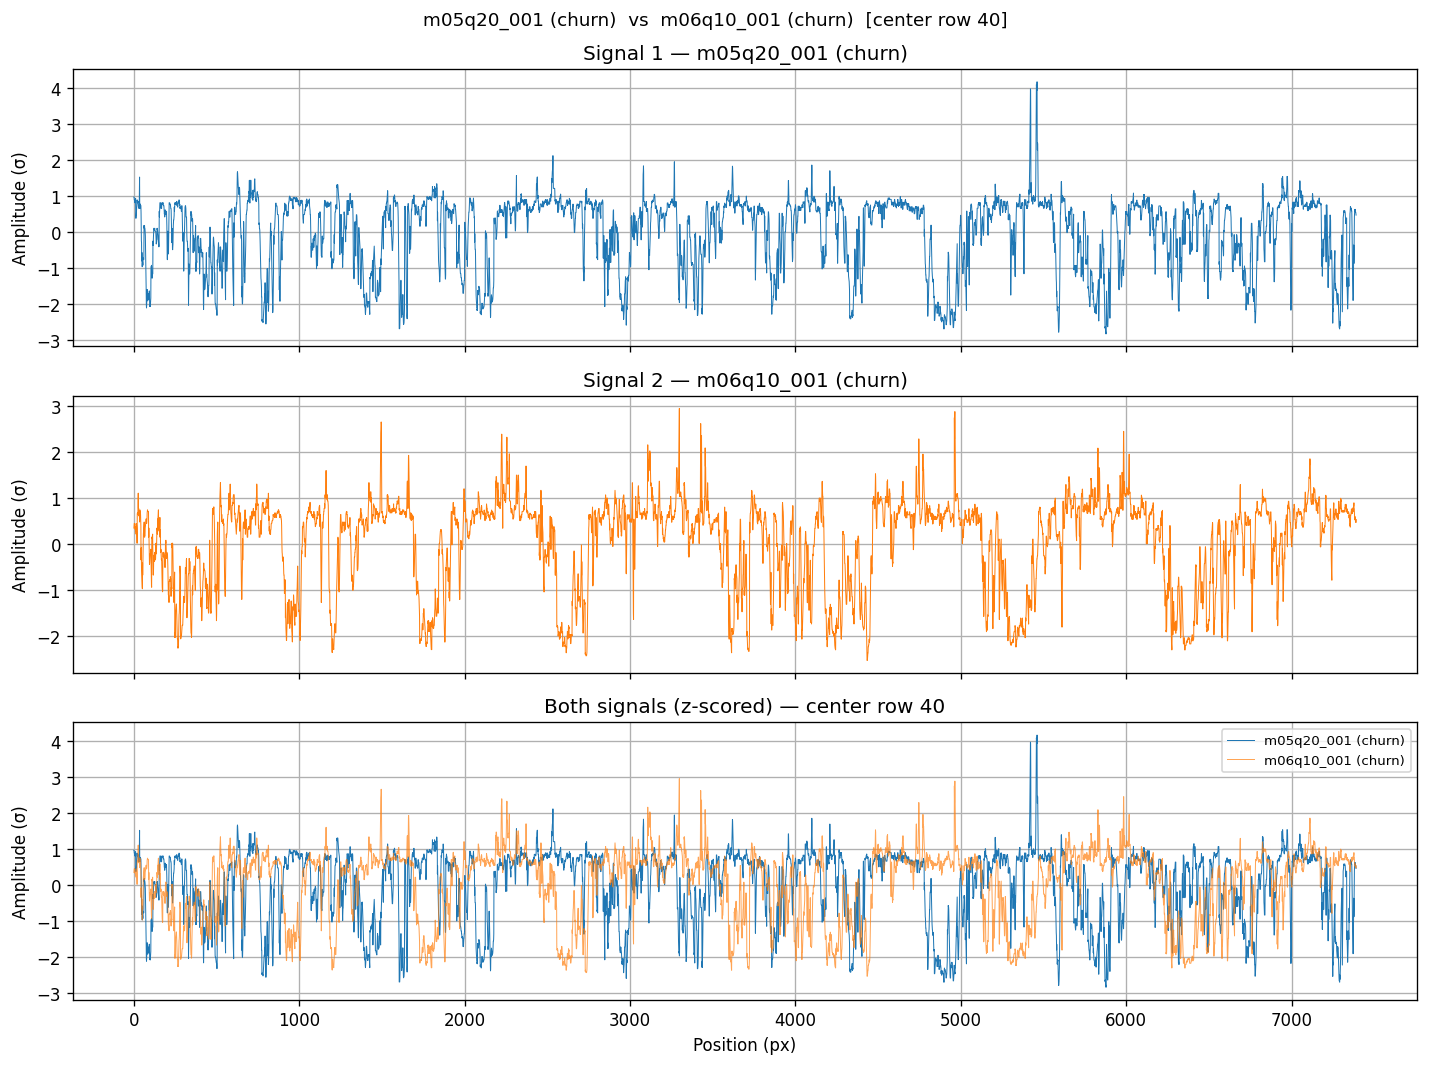 m05q20_001 (churn)  vs  m06q10_001 (churn)  [center row 40]
Signal 1 — m05q20_001 (churn)
4
3
2
1
0
−1
−2
−3
Amplitude (σ)
Signal 2 — m06q10_001 (churn)
3
2
1
0
−1
−2
Amplitude (σ)
Both signals (z-scored) — center row 40
m05q20_001 (churn)
m06q10_001 (churn)
4
3
2
1
0
−1
−2
−3
Amplitude (σ)
0 1000 2000 3000 4000 5000 6000 7000
Position (px)